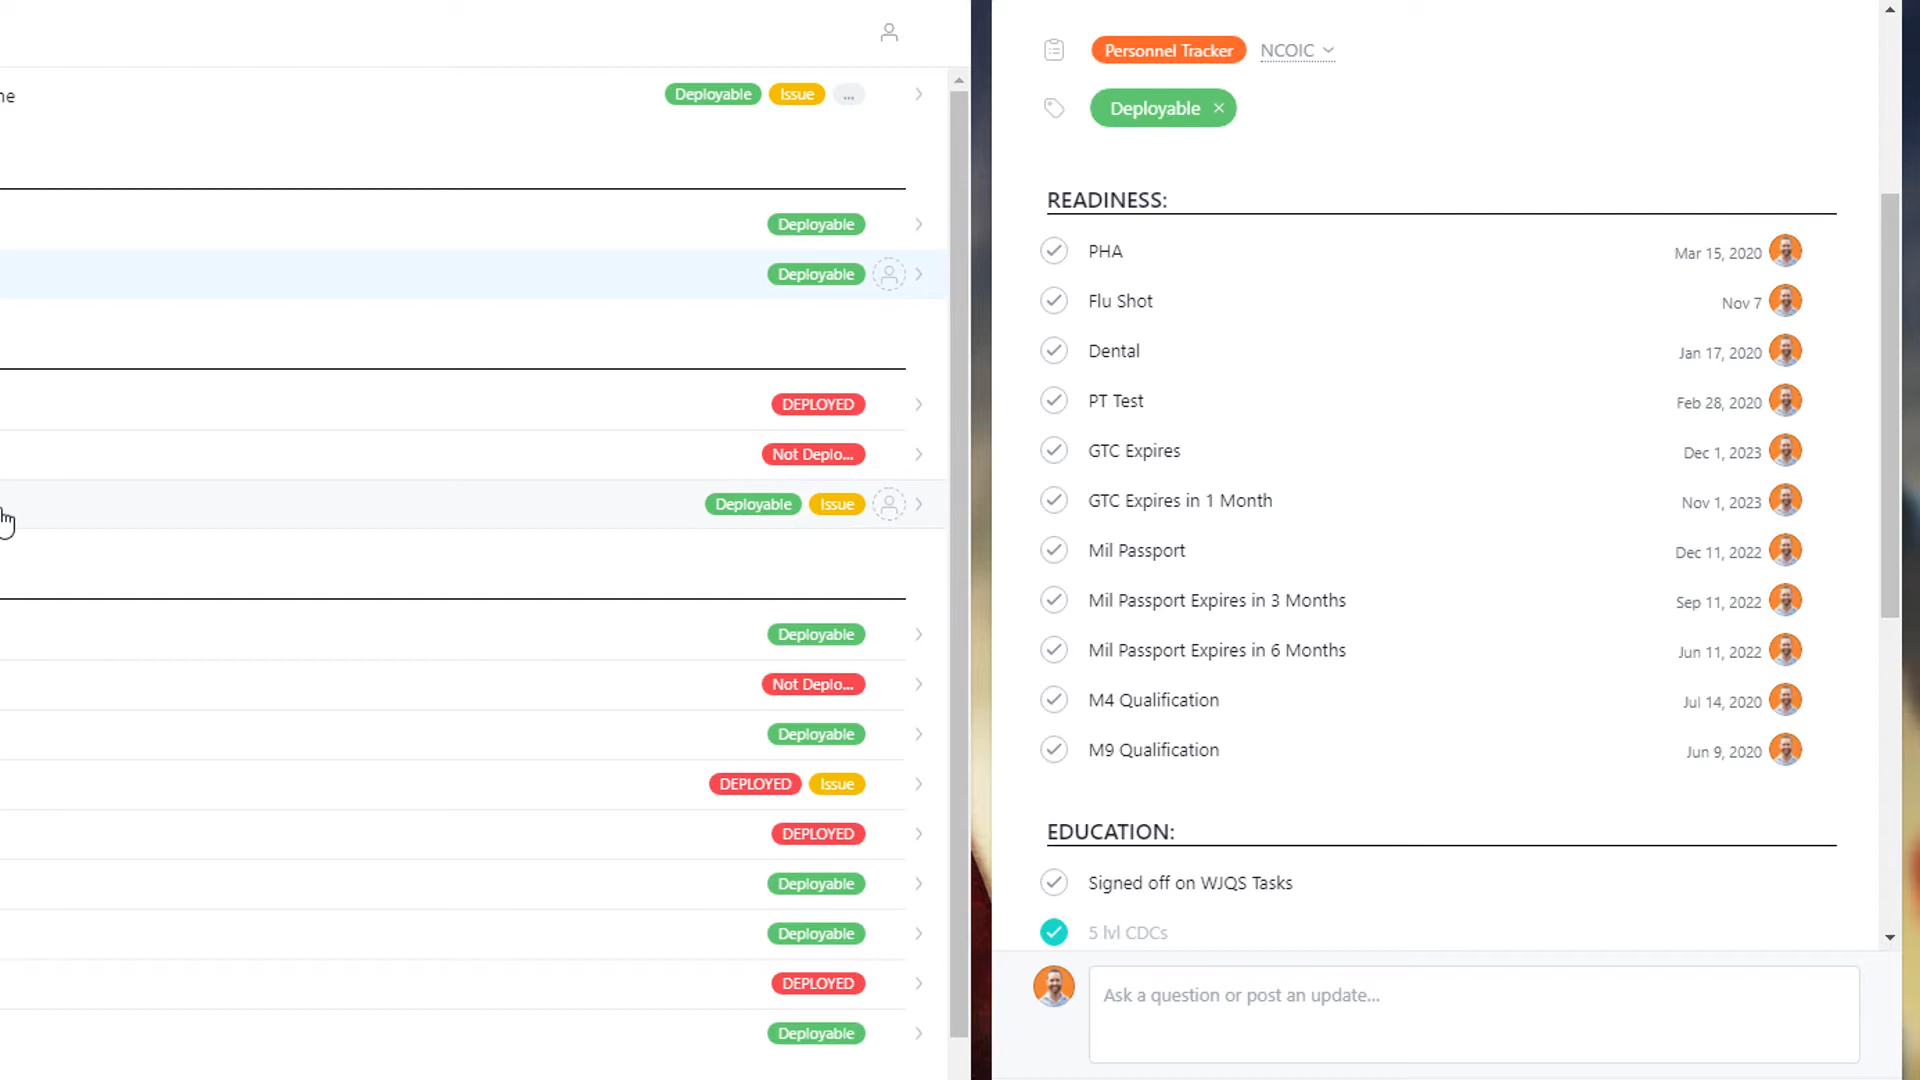 ne
Deployable Issue ...
Deployable
Deployable
DEPLOYED
Not Deplo...
Deployable Issue
Deployable
Not Deplo...
Deployable
DEPLOYED Issue
DEPLOYED
Deployable
Deployable
DEPLOYED
Deployable
Personnel Tracker NCOIC
Deployable ×
READINESS:
PHA Mar 15, 2020
Flu Shot Nov 7
Dental Jan 17, 2020
PT Test Feb 28, 2020
GTC Expires Dec 1, 2023
GTC Expires in 1 Month Nov 1, 2023
Mil Passport Dec 11, 2022
Mil Passport Expires in 3 Months Sep 11, 2022
Mil Passport Expires in 6 Months Jun 11, 2022
M4 Qualification Jul 14, 2020
M9 Qualification Jun 9, 2020
EDUCATION:
Signed off on WJQS Tasks
5 lvl CDCs
Ask a question or post an update...